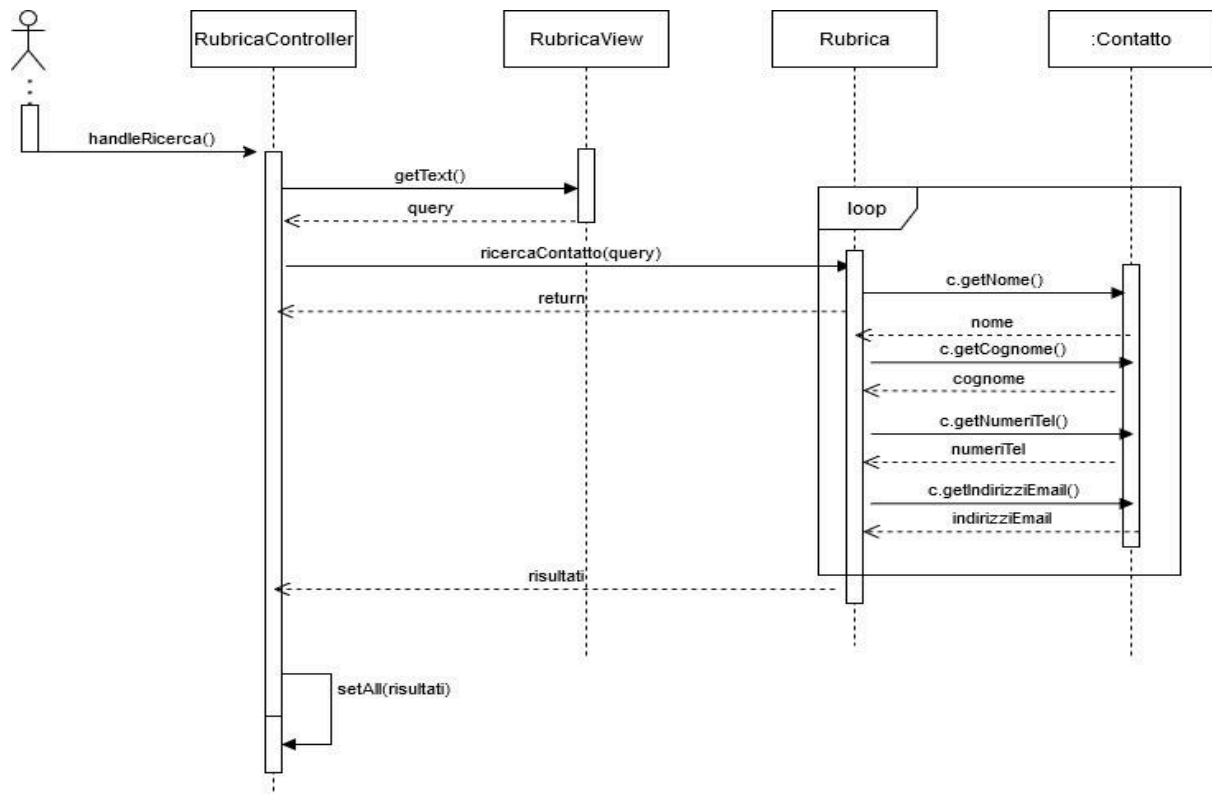 RubricaController
RubricaView
Rubrica
:Contatto
handleRicerca()
getText()
query
loop
ricercaContatto(query)
c.getNome()
return
nome
c.getCognome()
cognome
c.getNumeriTel()
numeriTel
c.getIndirizziEmail()
indirizziEmail
risultati
setAll(risultati)